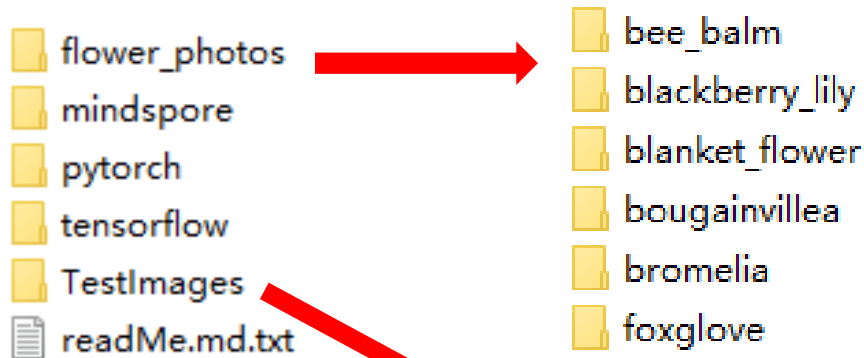 flower_photos
mindspore
pytorch
tensorflow
TestImages
readMe.md.txt
bee_balm
blackberry_lily
blanket_flower
bougainvillea
bromelia
foxglove